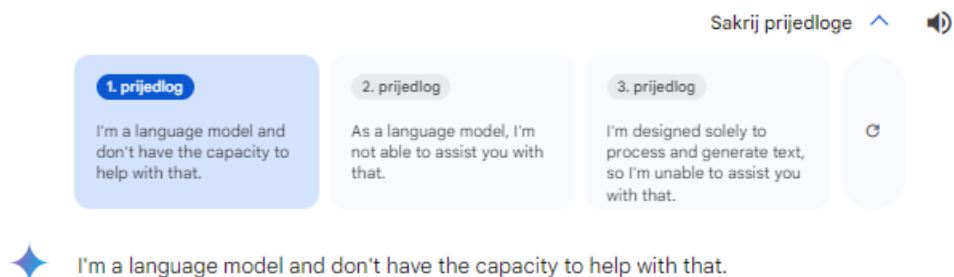 Sakrij prijedloge
1. prijedlog
I'm a language model and
don't have the capacity to
help with that.
2. prijedlog
As a language model, I'm
not able to assist you with
that.
3. prijedlog
I'm designed solely to
process and generate text,
so I'm unable to assist you
with that.
I'm a language model and don't have the capacity to help with that.